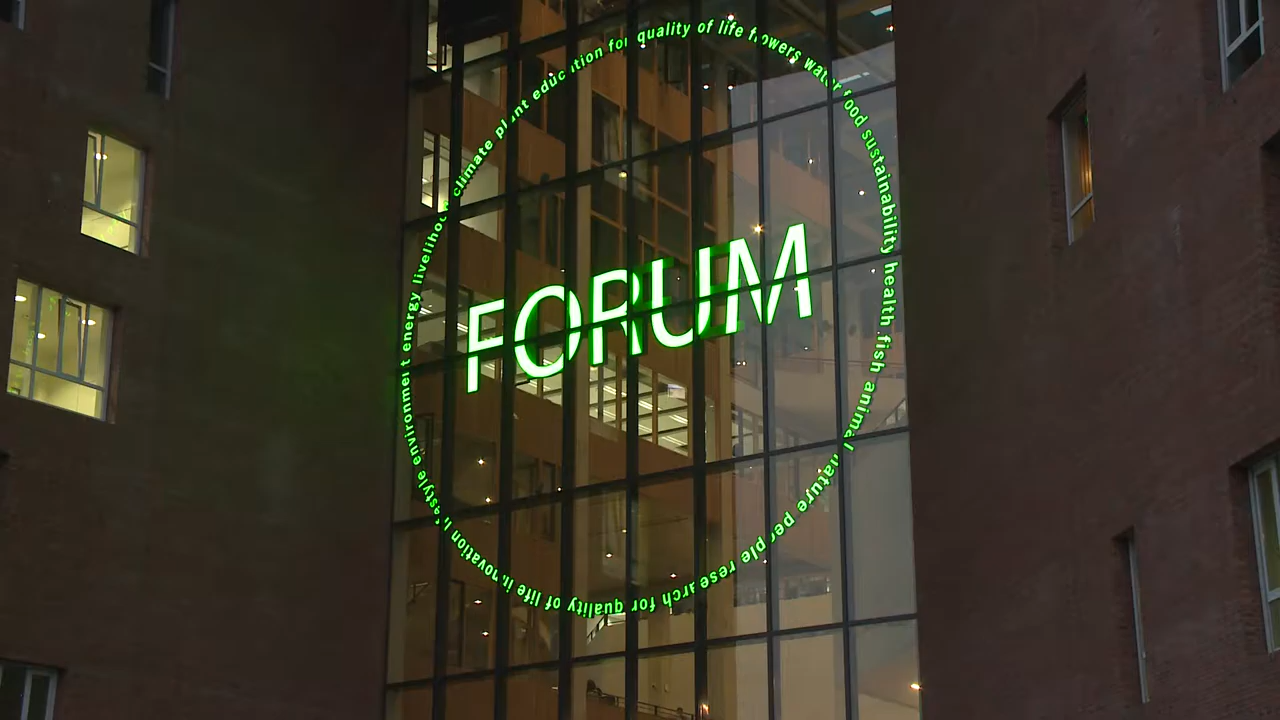 FORUM
quality of life flowers water food sustainability health fish animal nature people research for quality of life innovation lifestyle environment energy livelihood climate plant education for